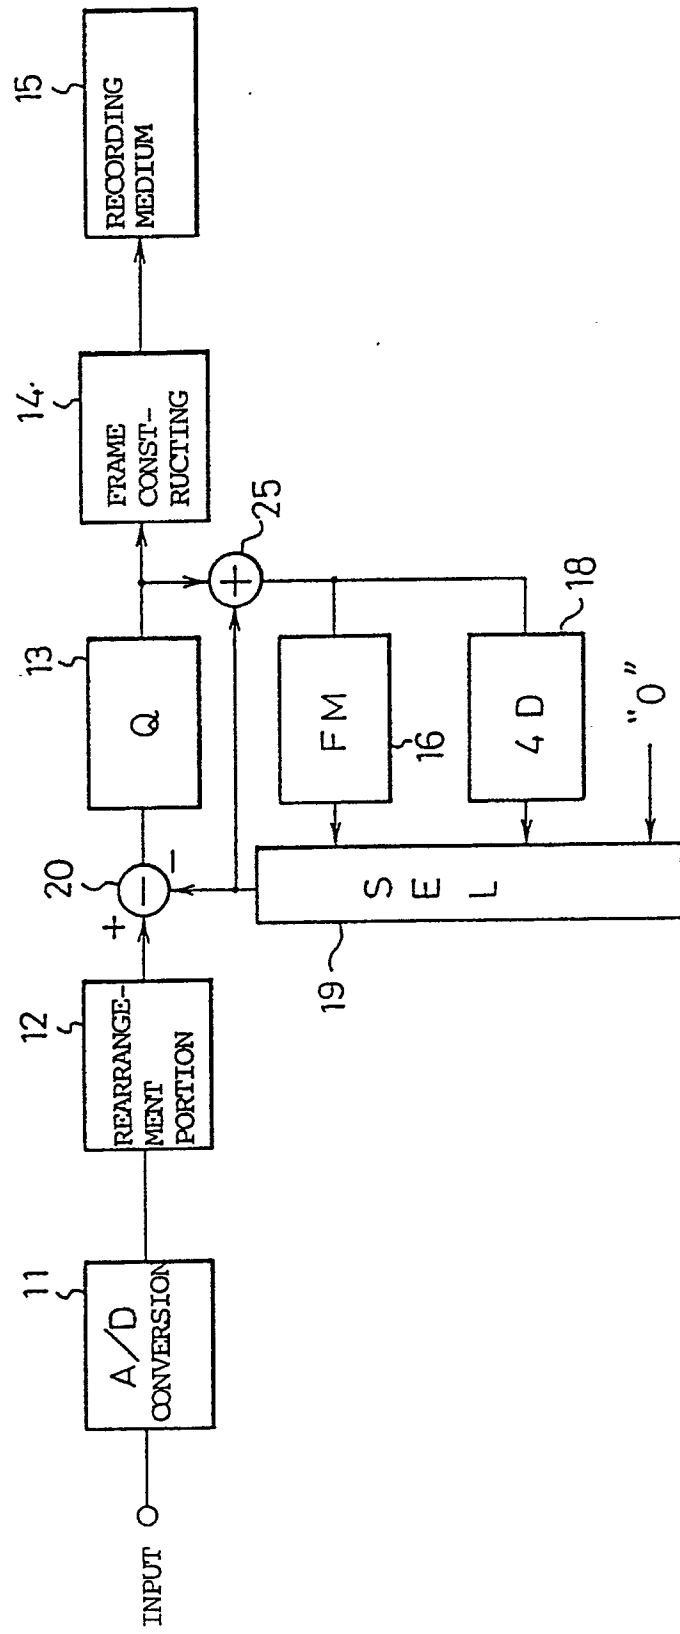 INPUT
11
A/D
CONVERSION
12
REARRANGE-
MENT
PORTION
20
+
−
−
13
Q
25
+
14
FRAME
CONST-
RUCTING
15
RECORDING
MEDIUM
19
SEL
FM
16
4D
18
"0"